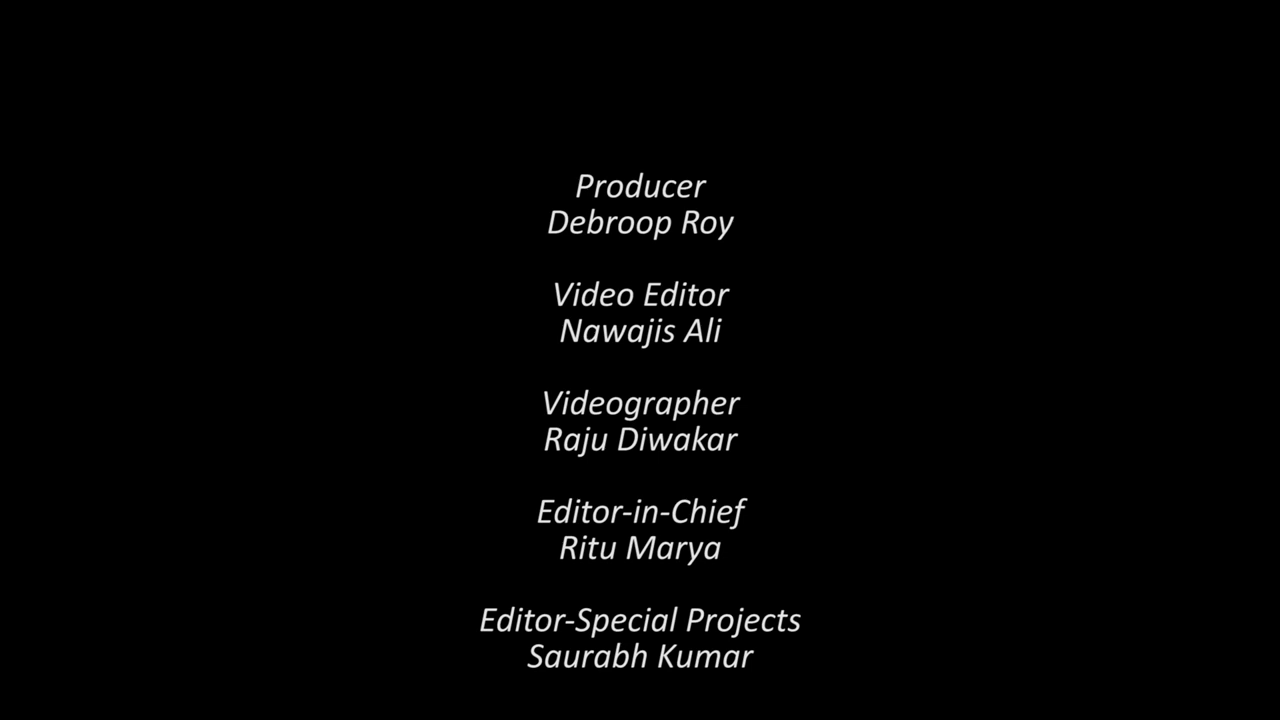 Producer
Debroop Roy
Video Editor
Nawajis Ali
Videographer
Raju Diwakar
Editor-in-Chief
Ritu Marya
Editor-Special Projects
Saurabh Kumar